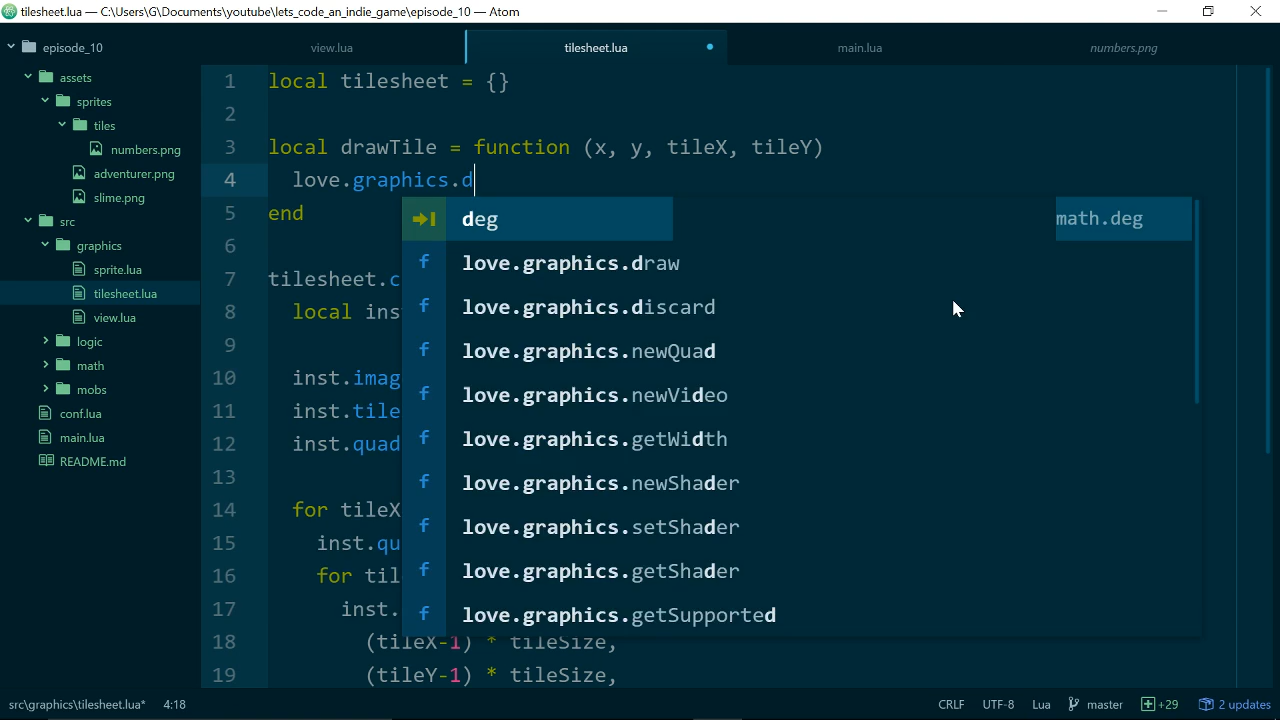 tilesheet.lua — C:\Users\G\Documents\youtube\lets_code_an_indie_game\episode_10 — Atom
episode_10
assets
sprites
tiles
numbers.png
adventurer.png
slime.png
src
graphics
sprite.lua
tilesheet.lua
view.lua
logic
math
mobs
conf.lua
main.lua
README.md
view.lua
tilesheet.lua
main.lua
numbers.png
1 local tilesheet = {}
2
3 local drawTile = function (x, y, tileX, tileY)
4 love.graphics.d
5 end
6
7 tilesheet.c
8 local ins
9
10 inst.imag
11 inst.tile
12 inst.quad
13
14 for tileX
15 inst.qu
16 for til
17 inst.
18 (tileX-1) * tileSize,
19 (tileY-1) * tileSize,
deg math.deg
f love.graphics.draw
f love.graphics.discard
f love.graphics.newQuad
f love.graphics.newVideo
f love.graphics.getWidth
f love.graphics.newShader
f love.graphics.setShader
f love.graphics.getShader
f love.graphics.getSupported
src\graphics\tilesheet.lua* 4:18 CRLF UTF-8 Lua master +29 2 updates